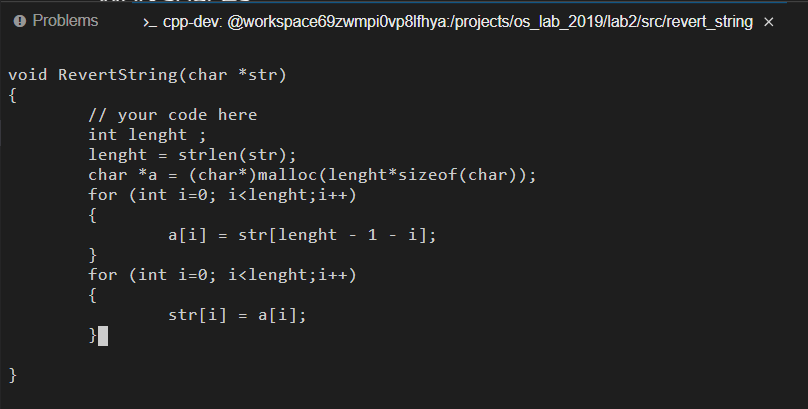 Problems
>_ cpp-dev: @workspace69zwmpi0vp8lfhya:/projects/os_lab_2019/lab2/src/revert_string ×
void RevertString(char *str)
{
        // your code here
        int lenght ;
        lenght = strlen(str);
        char *a = (char*)malloc(lenght*sizeof(char));
        for (int i=0; i<lenght;i++)
        {
                a[i] = str[lenght - 1 - i];
        }
        for (int i=0; i<lenght;i++)
        {
                str[i] = a[i];
        }
}